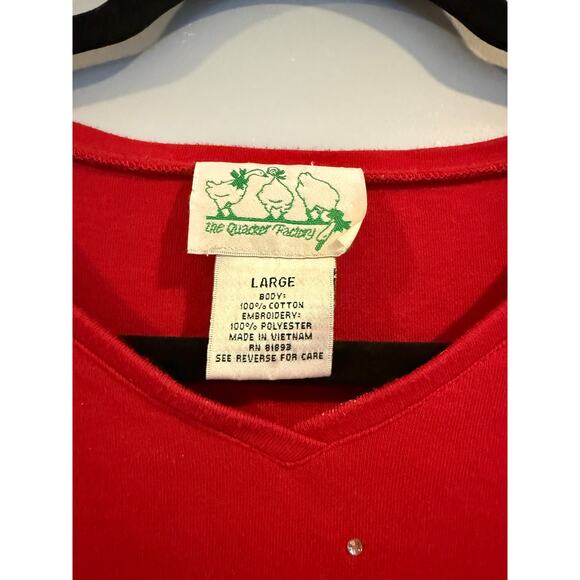 the Quacker Factory
LARGE
BODY:
100% COTTON
EMBROIDERY:
100% POLYESTER
MADE IN VIETNAM
RN 81893
SEE REVERSE FOR CARE